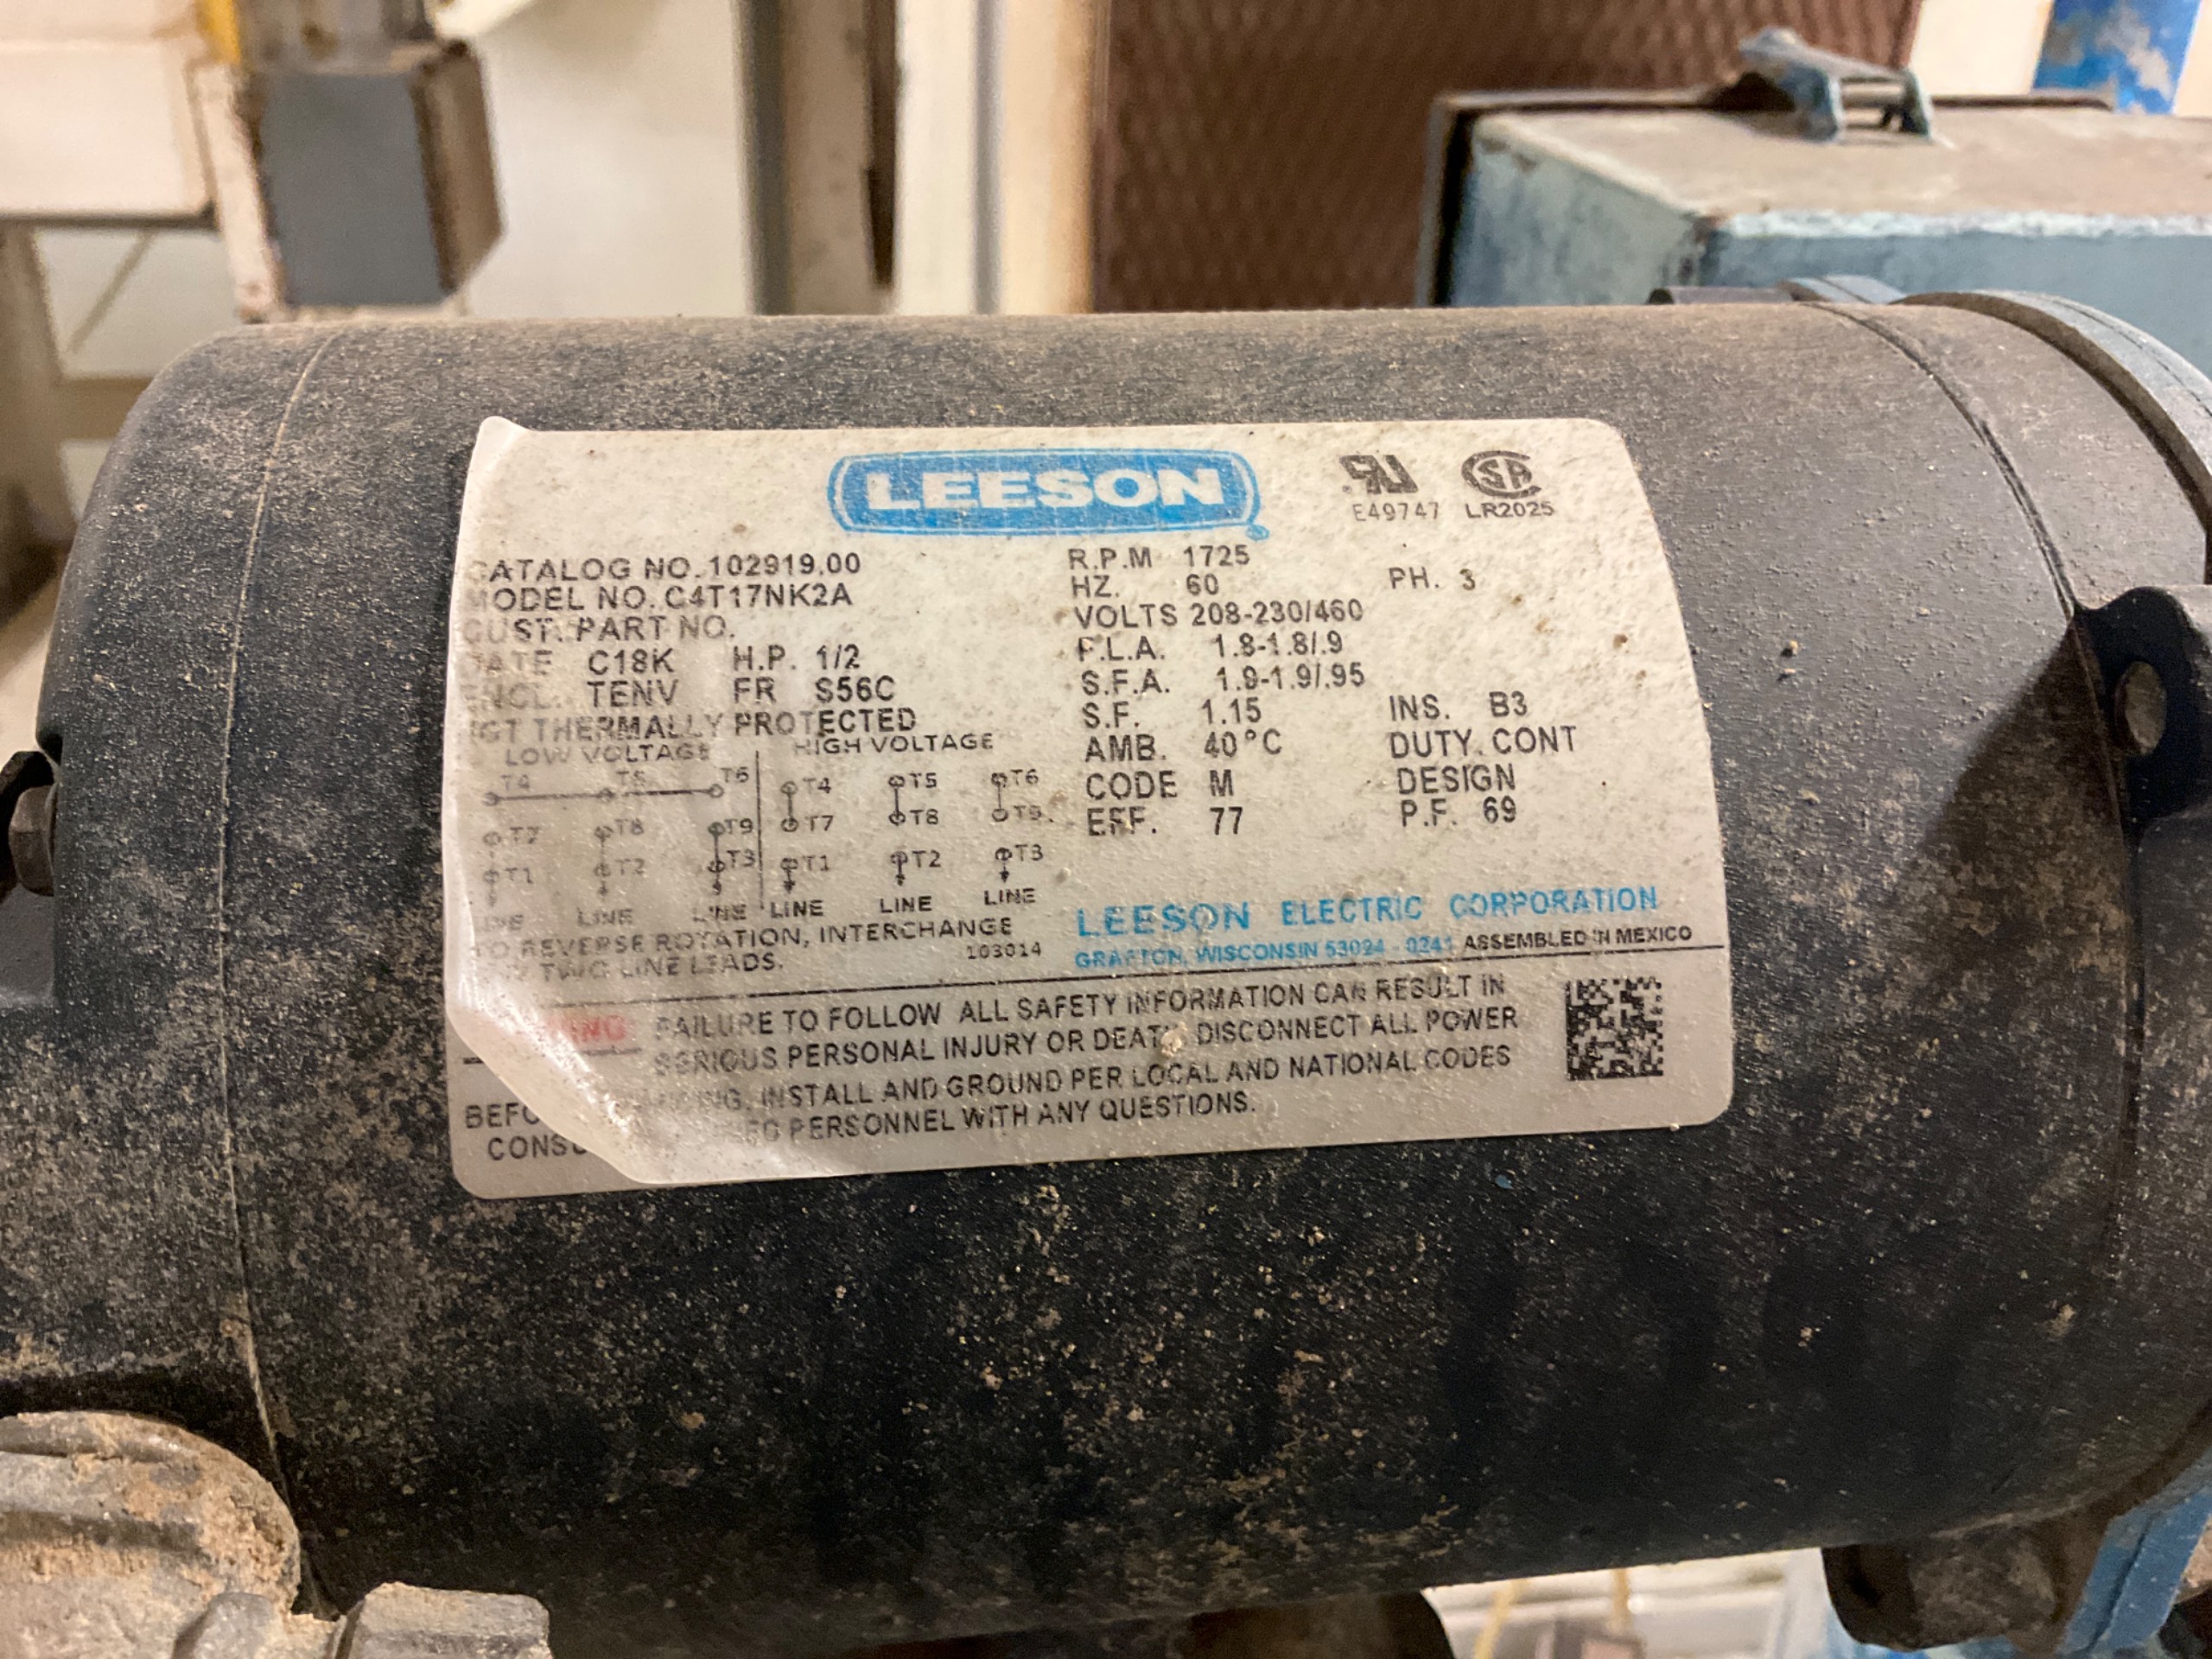 LEESON
E49747 LR2025
CATALOG NO. 102919.00
MODEL NO. C4T17NK2A
CUST. PART NO.
DATE C18K H.P. 1/2
ENCL. TENV FR S56C
NOT THERMALLY PROTECTED
R.P.M 1725
HZ. 60 PH. 3
VOLTS 208-230/460
F.L.A. 1.8-1.8/.9
S.F.A. 1.9-1.9/.95
S.F. 1.15 INS. B3
AMB. 40°C DUTY. CONT
CODE M DESIGN
EFF. 77 P.F. 69
LOW VOLTAGE HIGH VOLTAGE
T4 T5 T6 T4 T5 T6
T7 T8 T9 T7 T8 T9
T1 T2 T3 T1 T2 T3
LINE LINE LINE LINE LINE LINE
TO REVERSE ROTATION, INTERCHANGE
TWO LINE LEADS. 103014
LEESON ELECTRIC CORPORATION
GRAFTON, WISCONSIN 53024 - 0241 ASSEMBLED IN MEXICO
FAILURE TO FOLLOW ALL SAFETY INFORMATION CAN RESULT IN
SERIOUS PERSONAL INJURY OR DEATH. DISCONNECT ALL POWER
INSTALL AND GROUND PER LOCAL AND NATIONAL CODES
PERSONNEL WITH ANY QUESTIONS.